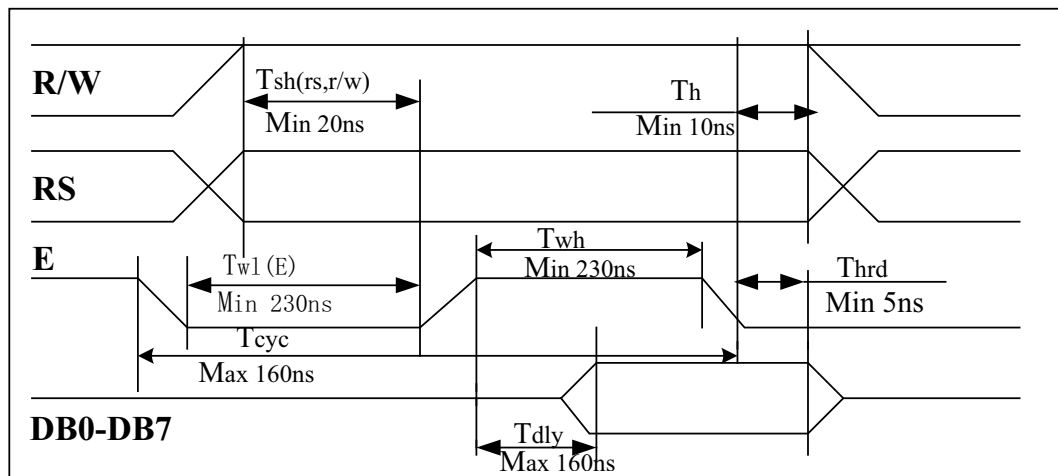 R/W
Tsh(rs,r/w)
Min 20ns
Th
Min 10ns
RS
E
Twl(E)
Min 230ns
Twh
Min 230ns
Thrd
Min 5ns
Tcyc
Max 160ns
DB0-DB7
Tdly
Max 160ns